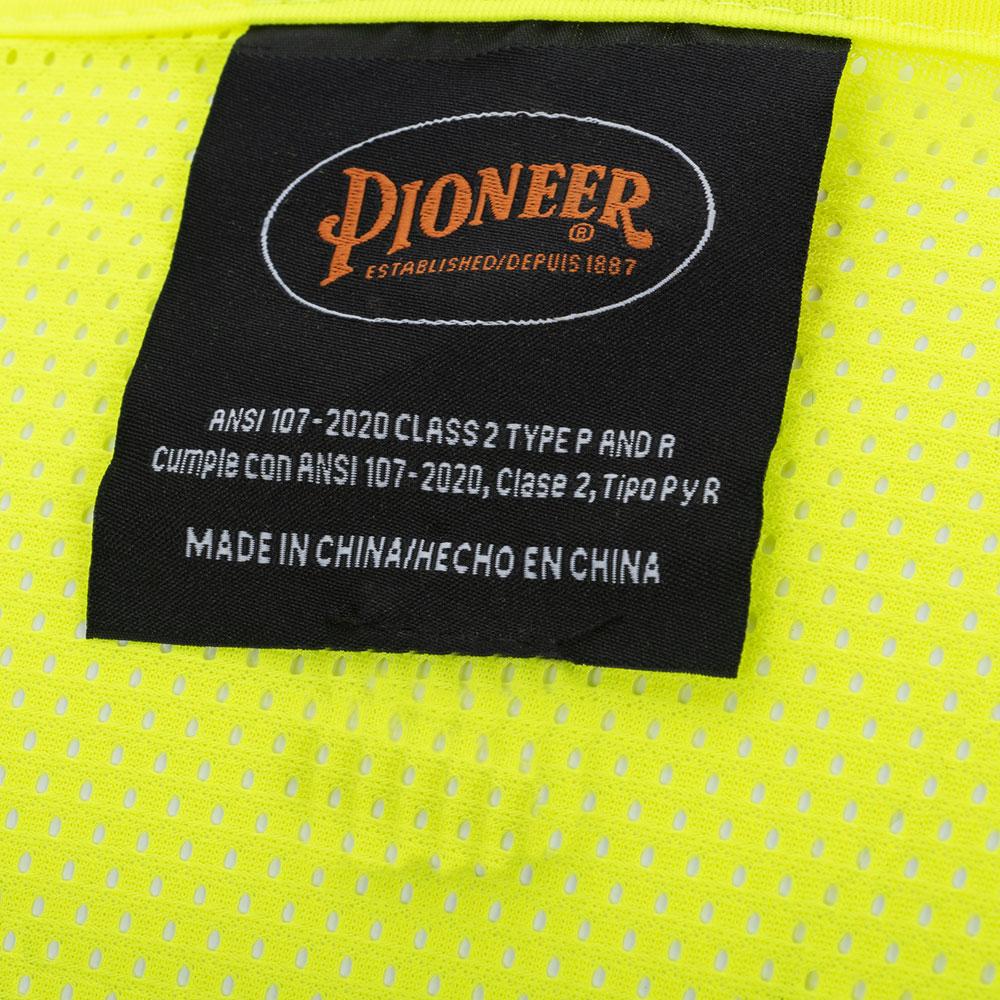 PIONEER®
ESTABLISHED/DEPUIS 1887
ANSI 107-2020 CLASS 2 TYPE P AND R
Cumple con ANSI 107-2020, Clase 2, Tipo P y R
MADE IN CHINA/HECHO EN CHINA